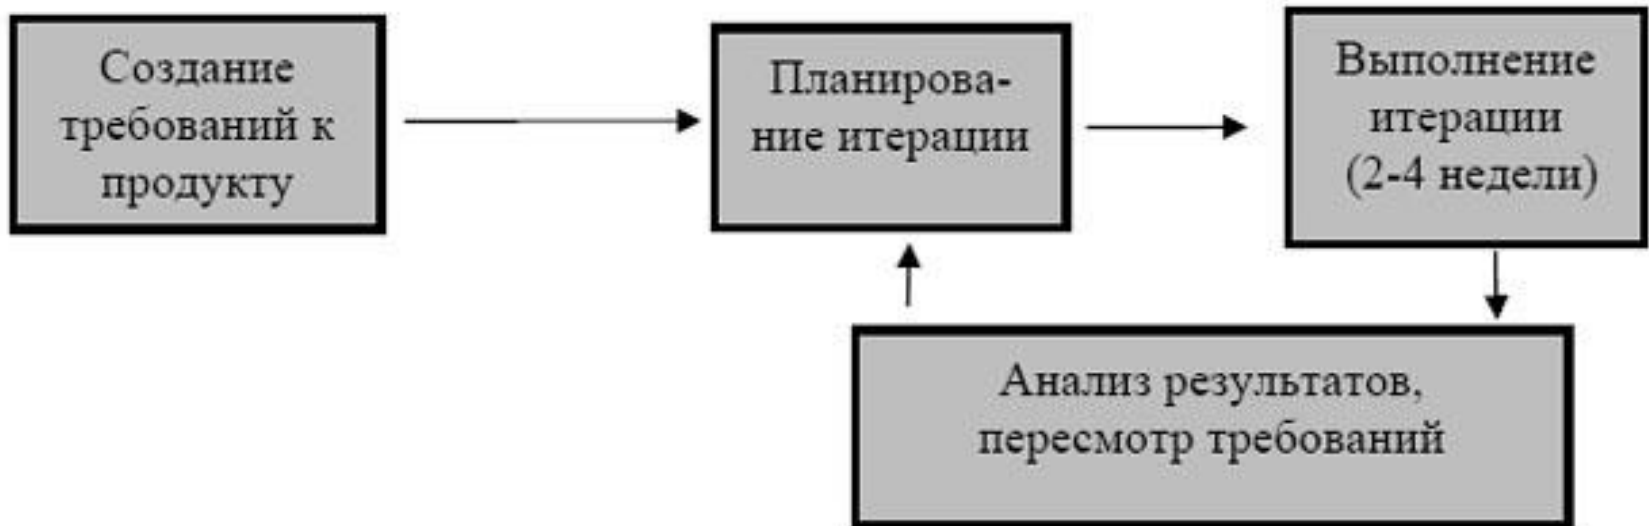 Создание
требований к
продукту
Планирова-
ние итерации
Выполнение
итерации
(2-4 недели)
Анализ результатов,
пересмотр требований